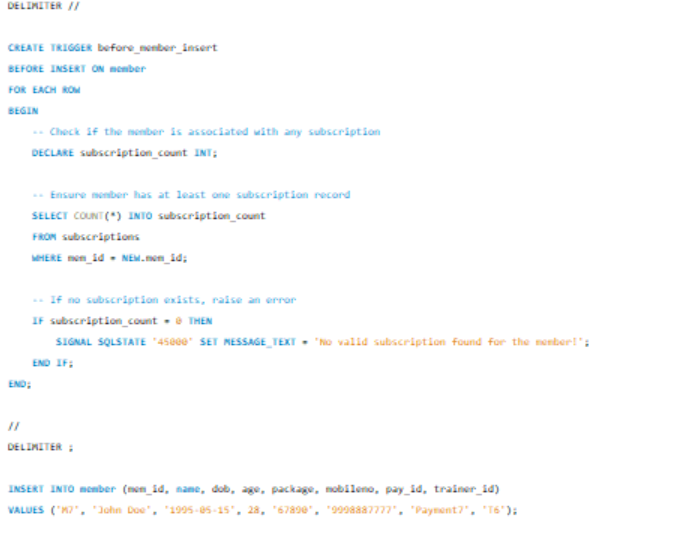 DELIMITER //
CREATE TRIGGER before_member_insert
BEFORE INSERT ON member
FOR EACH ROW
BEGIN
-- Check if the member is associated with any subscription
DECLARE subscription_count INT;
-- Ensure member has at least one subscription record
SELECT COUNT(*) INTO subscription_count
FROM subscriptions
WHERE mem_id = NEW.mem_id;
-- If no subscription exists, raise an error
IF subscription_count = 0 THEN
SIGNAL SQLSTATE '45000' SET MESSAGE_TEXT = 'No valid subscription found for the member!';
END IF;
END;
//
DELIMITER ;
INSERT INTO member (mem_id, name, dob, age, package, mobileno, pay_id, trainer_id)
VALUES ('M7', 'John Doe', '1995-05-15', 28, '67890', '9998887777', 'Payment7', 'T6');